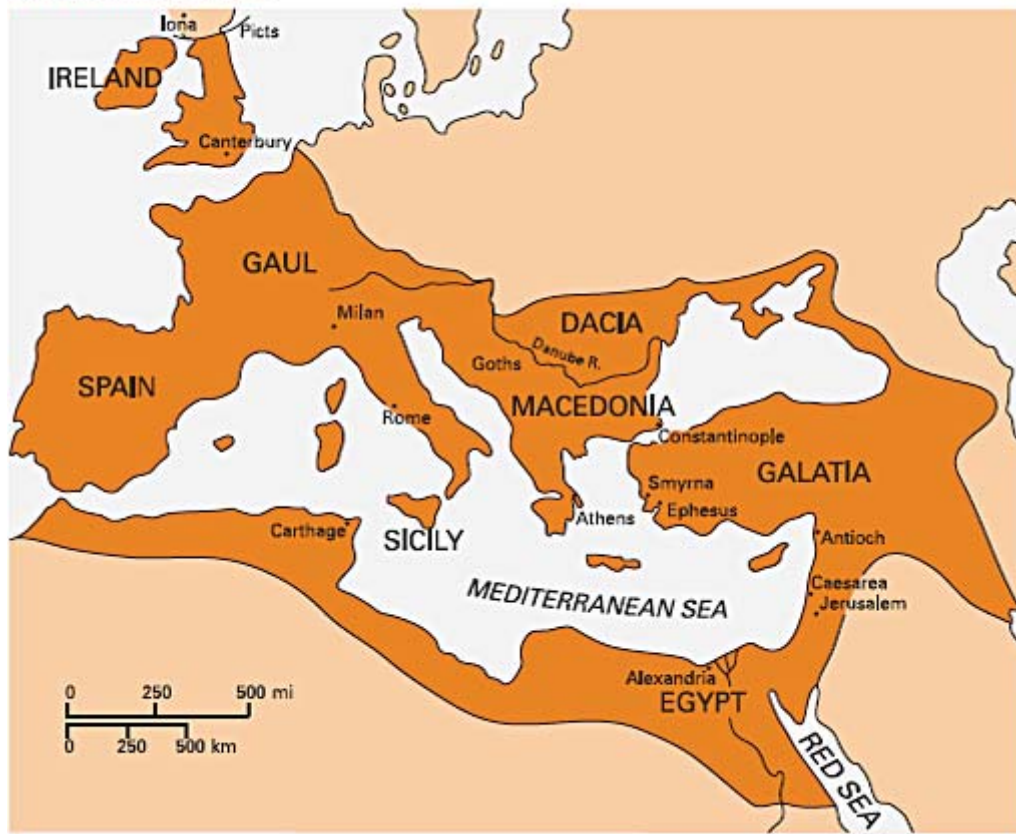 Iona
Picts
IRELAND
Canterbury
GAUL
Milan
DACIA
Danube R.
Goths
SPAIN
MACEDONIA
Rome
Constantinople
GALATIA
Smyrna
Ephesus
Athens
Carthage
SICILY
Antioch
MEDITERRANEAN SEA
Caesarea
Jerusalem
Alexandria
EGYPT
RED SEA
0 250 500 mi
0 250 500 km